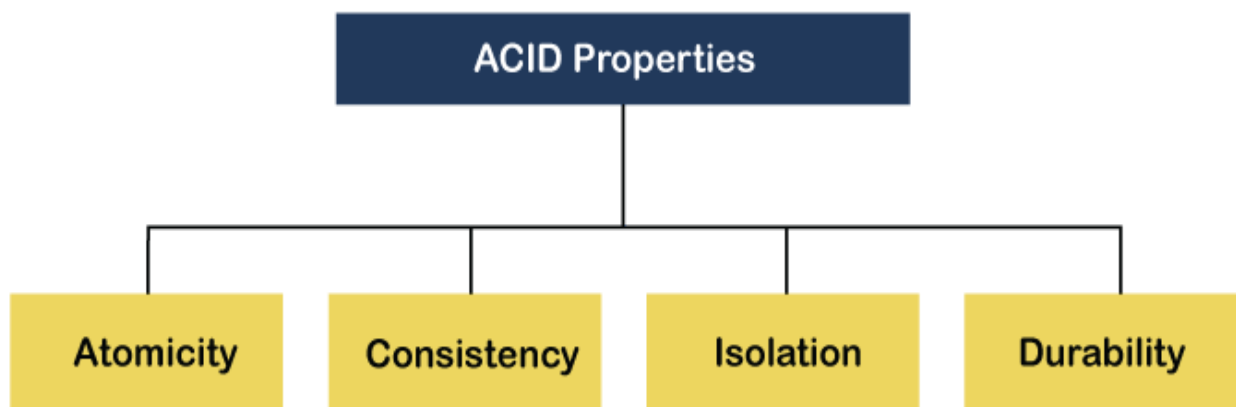 ACID Properties
Atomicity
Consistency
Isolation
Durability